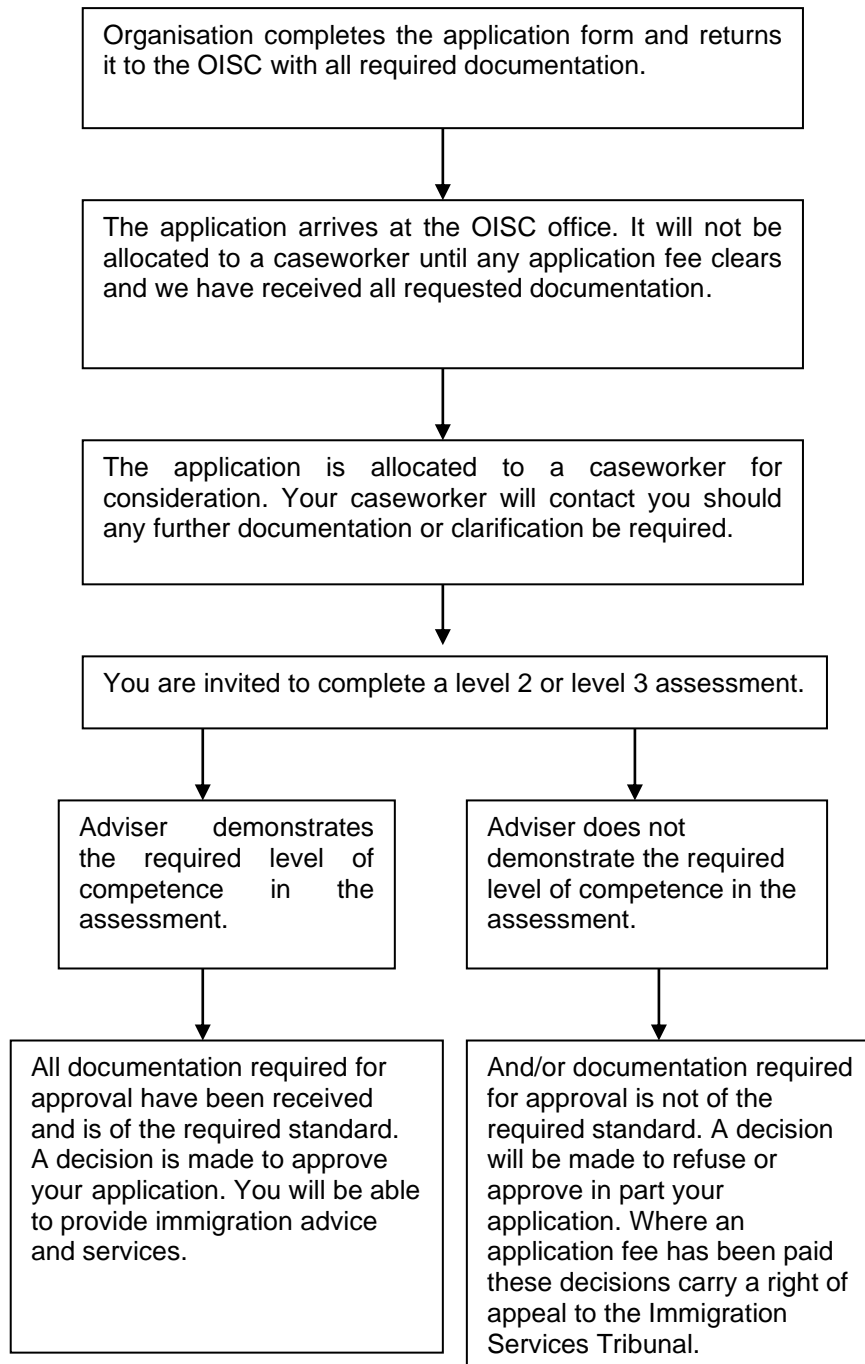 Organisation completes the application form and returns
it to the OISC with all required documentation.
The application arrives at the OISC office. It will not be
allocated to a caseworker until any application fee clears
and we have received all requested documentation.
The application is allocated to a caseworker for
consideration. Your caseworker will contact you should
any further documentation or clarification be required.
You are invited to complete a level 2 or level 3 assessment.
Adviser demonstrates
the required level of
competence in the
assessment.
Adviser does not
demonstrate the required
level of competence in the
assessment.
All documentation required for
approval have been received
and is of the required standard.
A decision is made to approve
your application. You will be able
to provide immigration advice
and services.
And/or documentation required
for approval is not of the
required standard. A decision
will be made to refuse or
approve in part your
application. Where an
application fee has been paid
these decisions carry a right of
appeal to the Immigration
Services Tribunal.